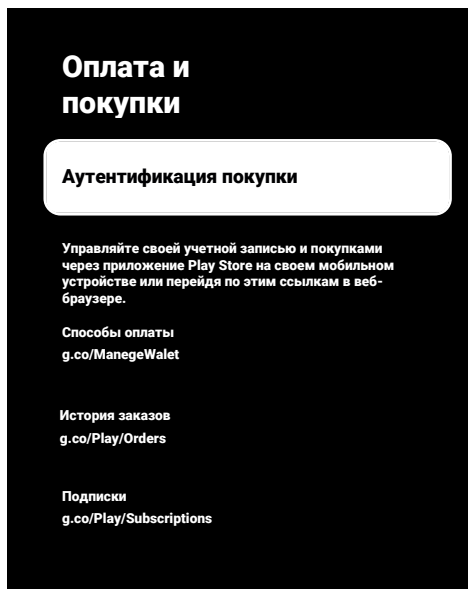 Оплата и
покупки
Аутентификация покупки
Управляйте своей учетной записью и покупками
через приложение Play Store на своем мобильном
устройстве или перейдя по этим ссылкам в веб-
браузере.
Способы оплаты
g.co/ManegeWalet
История заказов
g.co/Play/Orders
Подписки
g.co/Play/Subscriptions